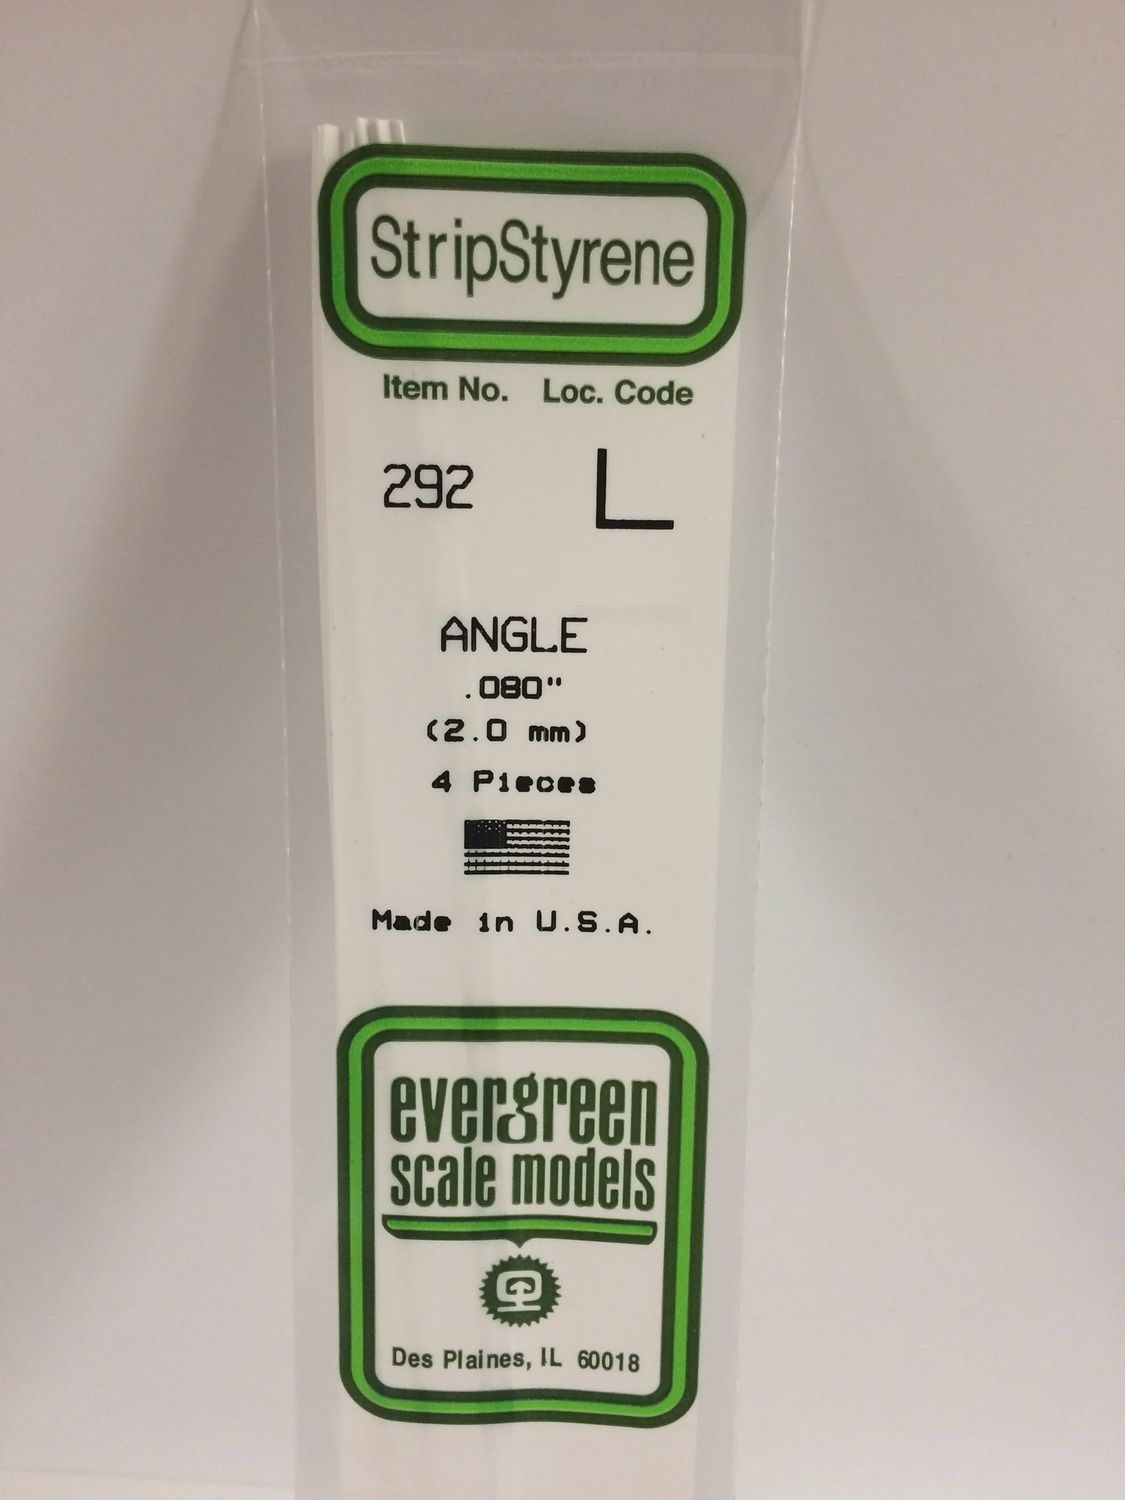 StripStyrene
Item No. Loc. Code
292 L
ANGLE
.080"
(2.0 mm)
4 Pieces
Made in U.S.A.
evergreen
scale models
Des Plaines, IL 60018